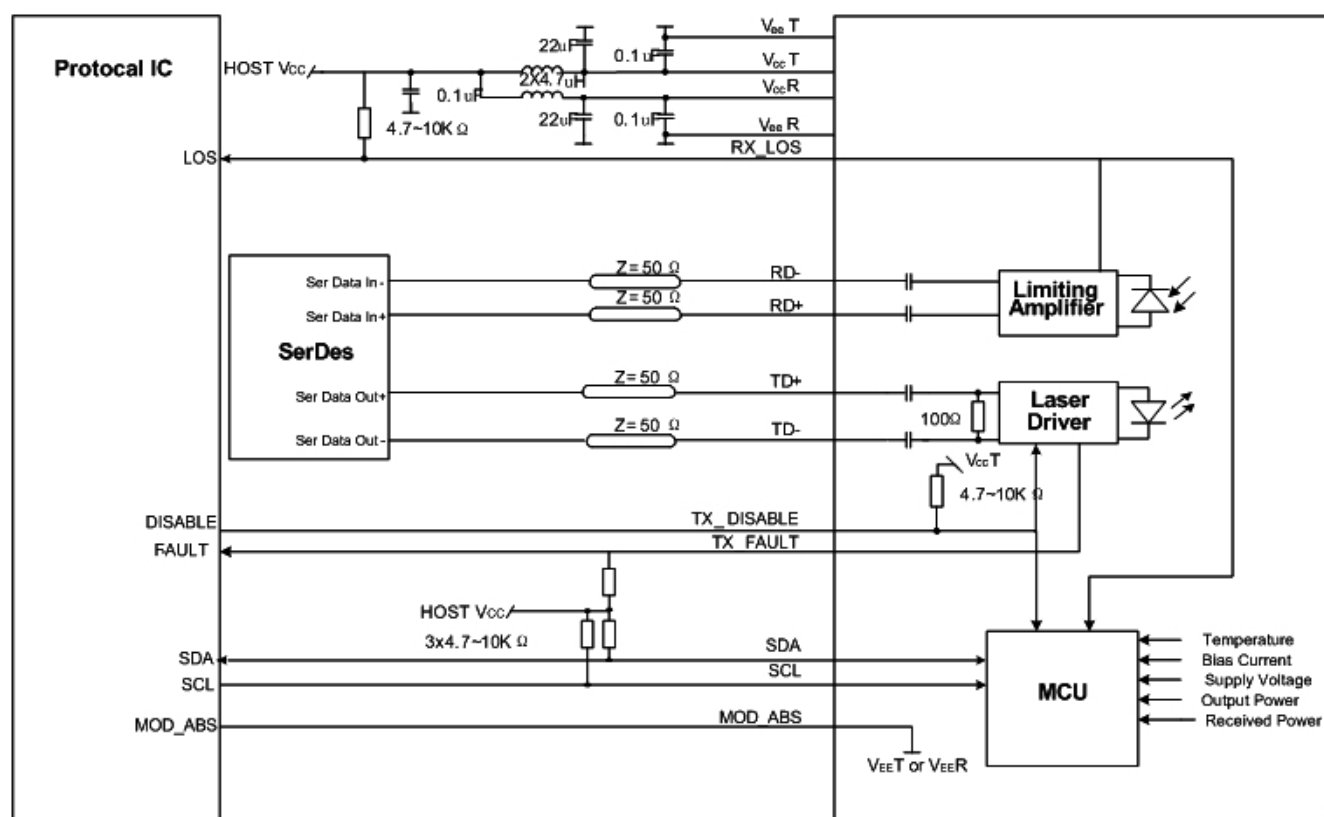 Protocal IC
HOST Vcc
22uF
0.1uF
VeeT
2X4.7uH
VccT
0.1uF
VccR
4.7~10K Ω
22uF
0.1uF
VeeR
LOS
RX_LOS
Ser Data In-
Z=50 Ω
RD-
Limiting
Amplifier
Ser Data In+
Z=50 Ω
RD+
SerDes
Ser Data Out+
Z=50 Ω
TD+
Laser
Driver
100Ω
Ser Data Out-
Z=50 Ω
TD-
VccT
4.7~10K Ω
DISABLE
TX_DISABLE
FAULT
TX_FAULT
HOST Vcc
3x4.7~10K Ω
SDA
SDA
SCL
SCL
MCU
Temperature
Bias Current
Supply Voltage
Output Power
Received Power
MOD_ABS
MOD_ABS
VEET or VEER